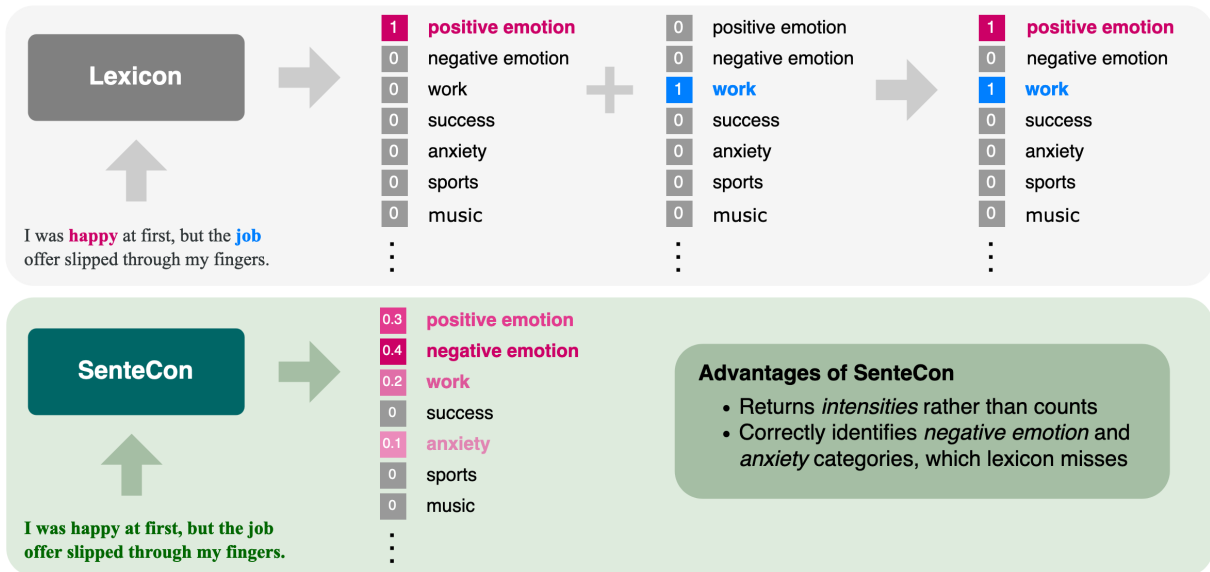 Lexicon
I was happy at first, but the job
offer slipped through my fingers.
1 positive emotion
0 negative emotion
0 work
0 success
0 anxiety
0 sports
0 music
0 positive emotion
0 negative emotion
1 work
0 success
0 anxiety
0 sports
0 music
1 positive emotion
0 negative emotion
1 work
0 success
0 anxiety
0 sports
0 music
SenteCon
I was happy at first, but the job
offer slipped through my fingers.
0.3 positive emotion
0.4 negative emotion
0.2 work
0 success
0.1 anxiety
0 sports
0 music
Advantages of SenteCon
• Returns intensities rather than counts
• Correctly identifies negative emotion and
anxiety categories, which lexicon misses